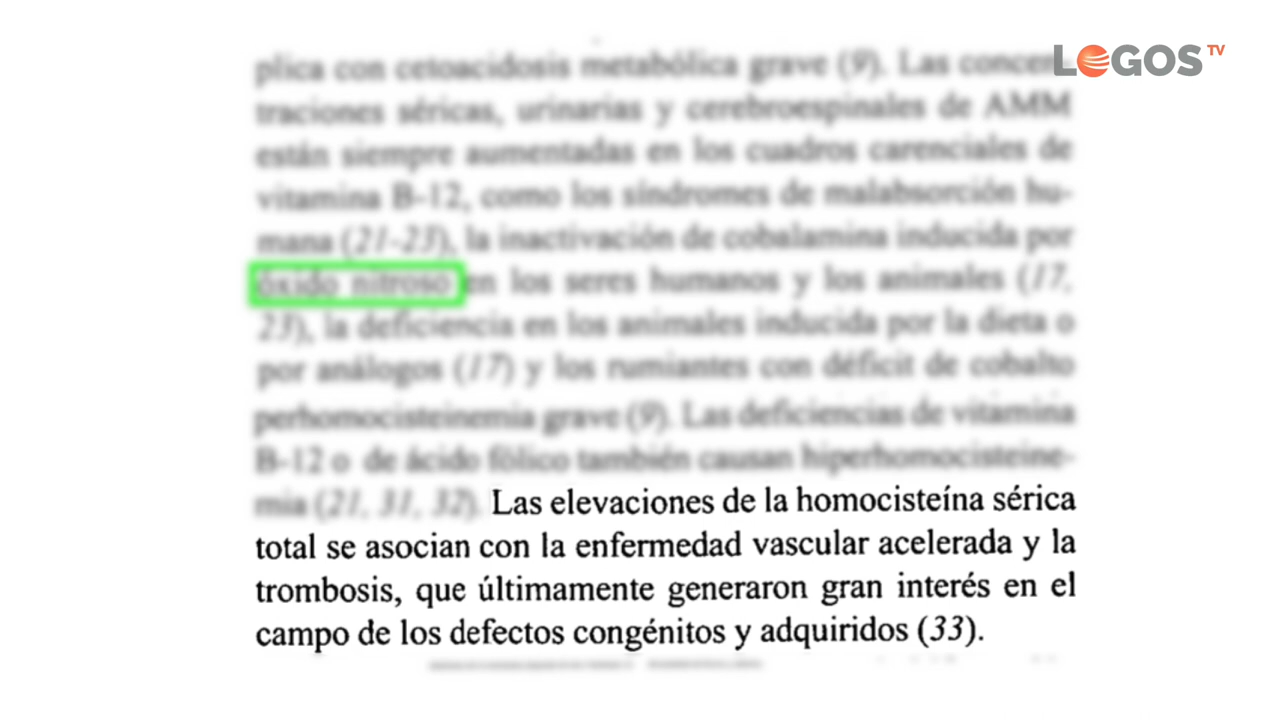 LOGOS TV
plica con cetoacidosis metabólica grave (9). Las concen-
traciones séricas, urinarias y cerebroespinales de AMM
están siempre aumentadas en los cuadros carenciales de
vitamina B-12, como los síndromes de malabsorción hu-
mana (21-23), la inactivación de cobalamina inducida por
óxido nitroso en los seres humanos y los animales (17,
23), la deficiencia en los animales inducida por la dieta o
por análogos (17) y los rumiantes con déficit de cobalto
perhomocisteinemia grave (9). Las deficiencias de vitamina
B-12 o de ácido fólico también causan hiperhomocisteine-
mia (21, 31, 32). Las elevaciones de la homocisteína sérica
total se asocian con la enfermedad vascular acelerada y la
trombosis, que últimamente generaron gran interés en el
campo de los defectos congénitos y adquiridos (33).